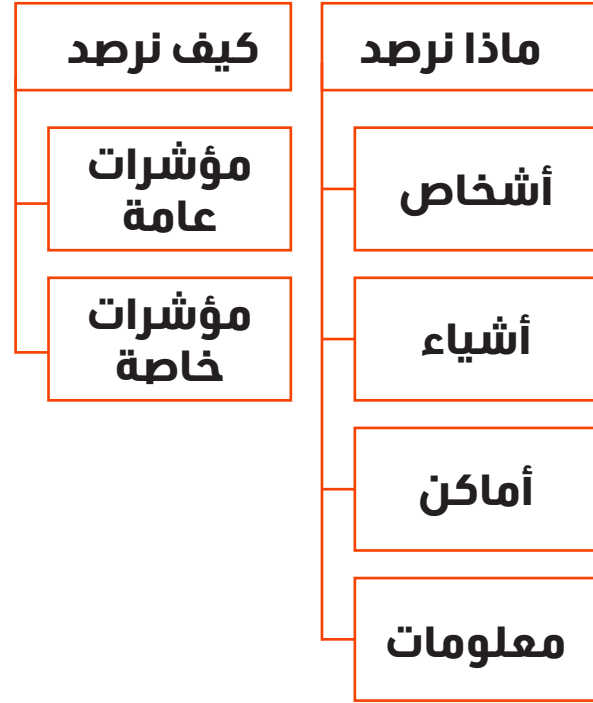 ماذا نرصد
أشخاص
أشياء
أماكن
معلومات
كيف نرصد
مؤشرات
عامة
مؤشرات
خاصة